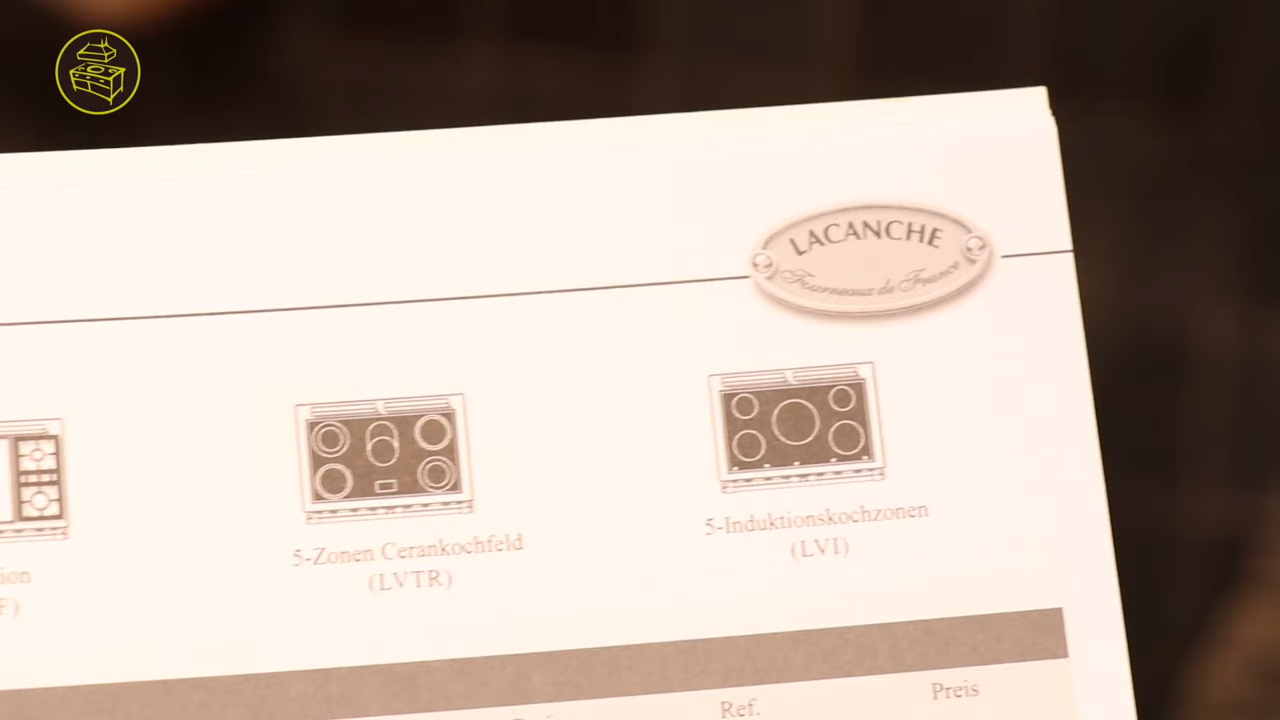 LACANCHE
Fourneaux de France
5-Zonen Cerankochfeld
(LVTR)
5-Induktionskochzonen
(LVI)
Ref.
Preis